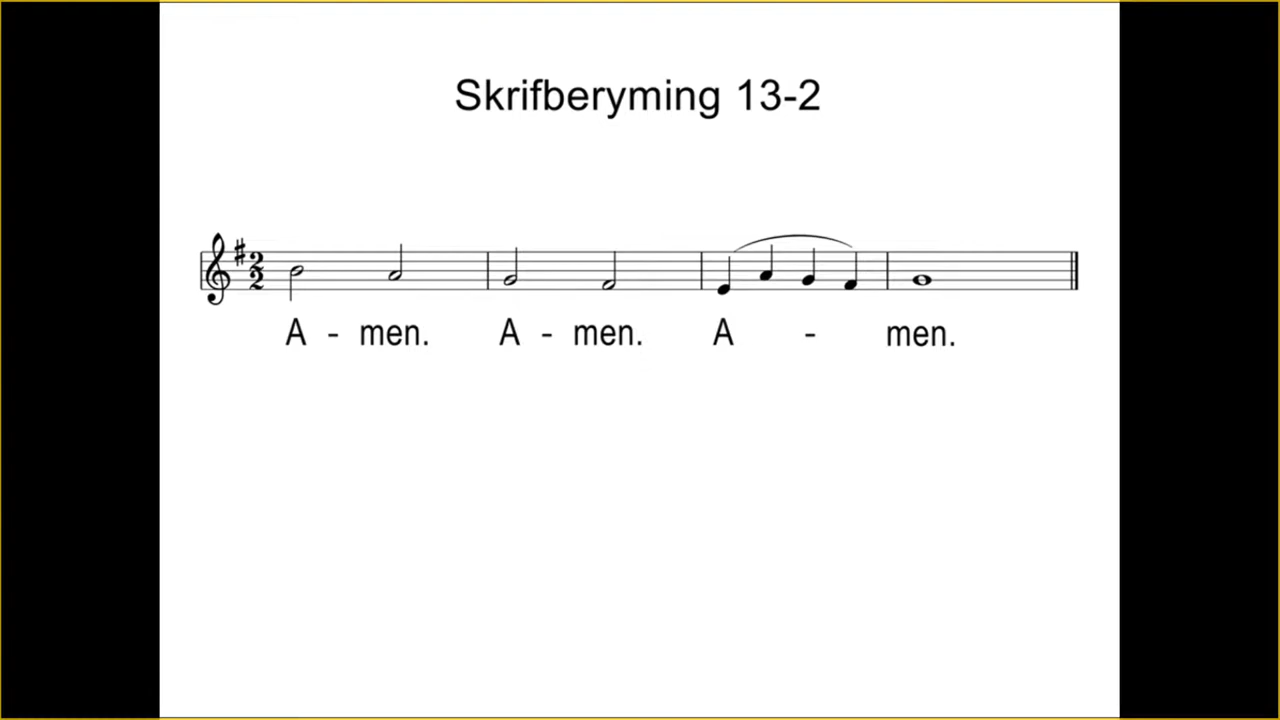 Skrifberyming 13-2
A - men. A - men. A - men.